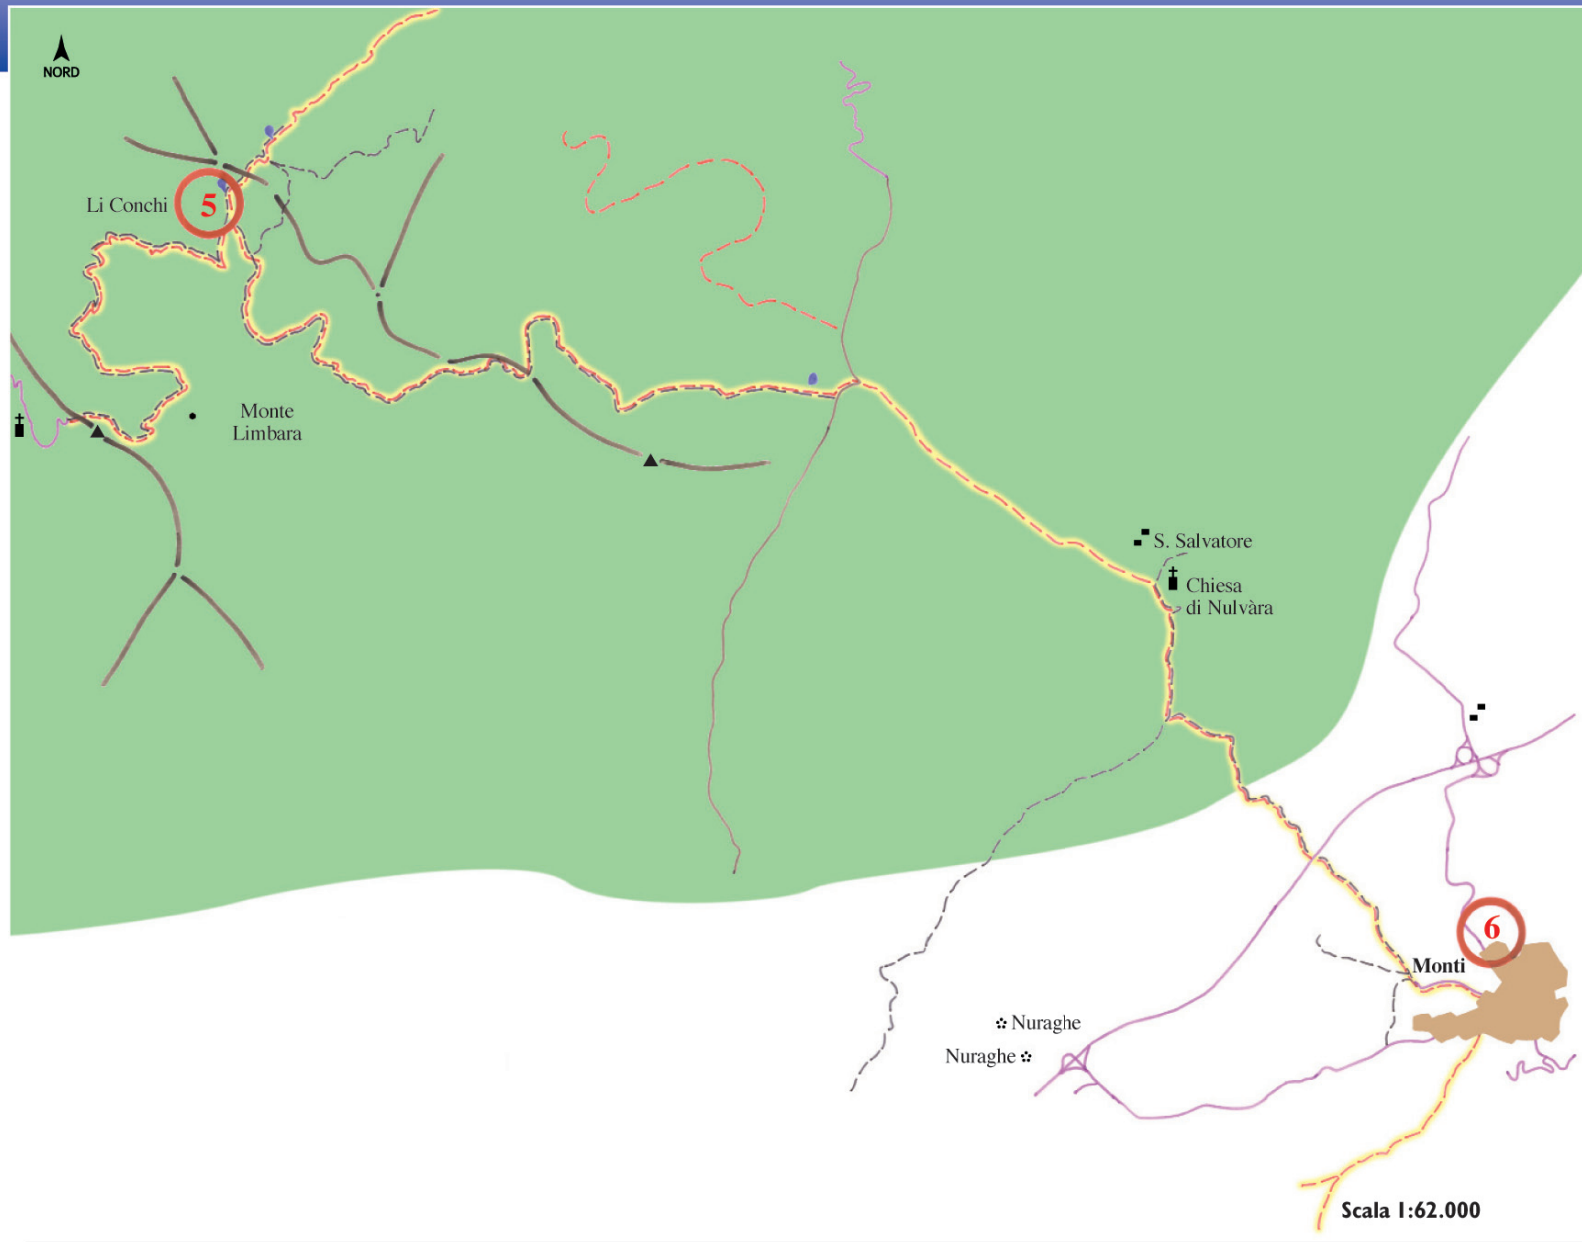 NORD
Li Conchi
5
Monte
Limbara
S. Salvatore
Chiesa
di Nulvàra
6
Monti
Nuraghe
Nuraghe
Scala 1:62.000